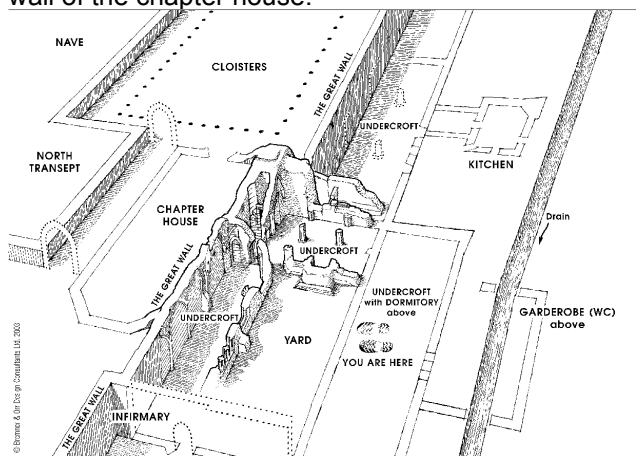 wall of the chapter house.
NAVE
CLOISTERS
THE GREAT WALL
UNDERCROFT
KITCHEN
NORTH
TRANSEPT
CHAPTER
HOUSE
Drain
THE GREAT WALL
UNDERCROFT
UNDERCROFT
with DORMITORY
above
GARDEROBE (WC)
above
UNDERCROFT
YARD
YOU ARE HERE
INFIRMARY
THE GREAT WALL
© Bremner & Orr Design Consultants Ltd. 2003